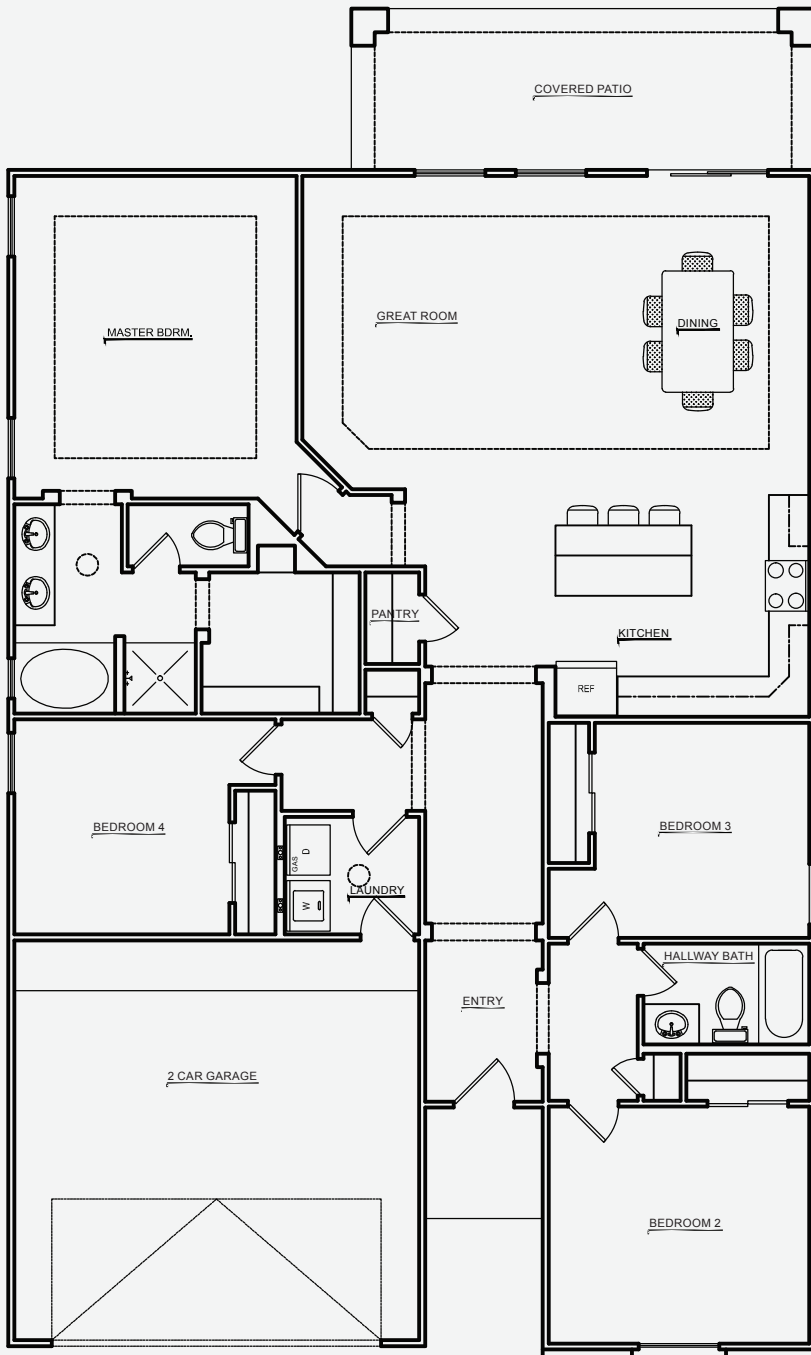 COVERED PATIO
GREAT ROOM
DINING
MASTER BDRM.
PANTRY
KITCHEN
REF
BEDROOM 4
BEDROOM 3
GAS
D
LAUNDRY
W
HALLWAY BATH
ENTRY
2 CAR GARAGE
BEDROOM 2